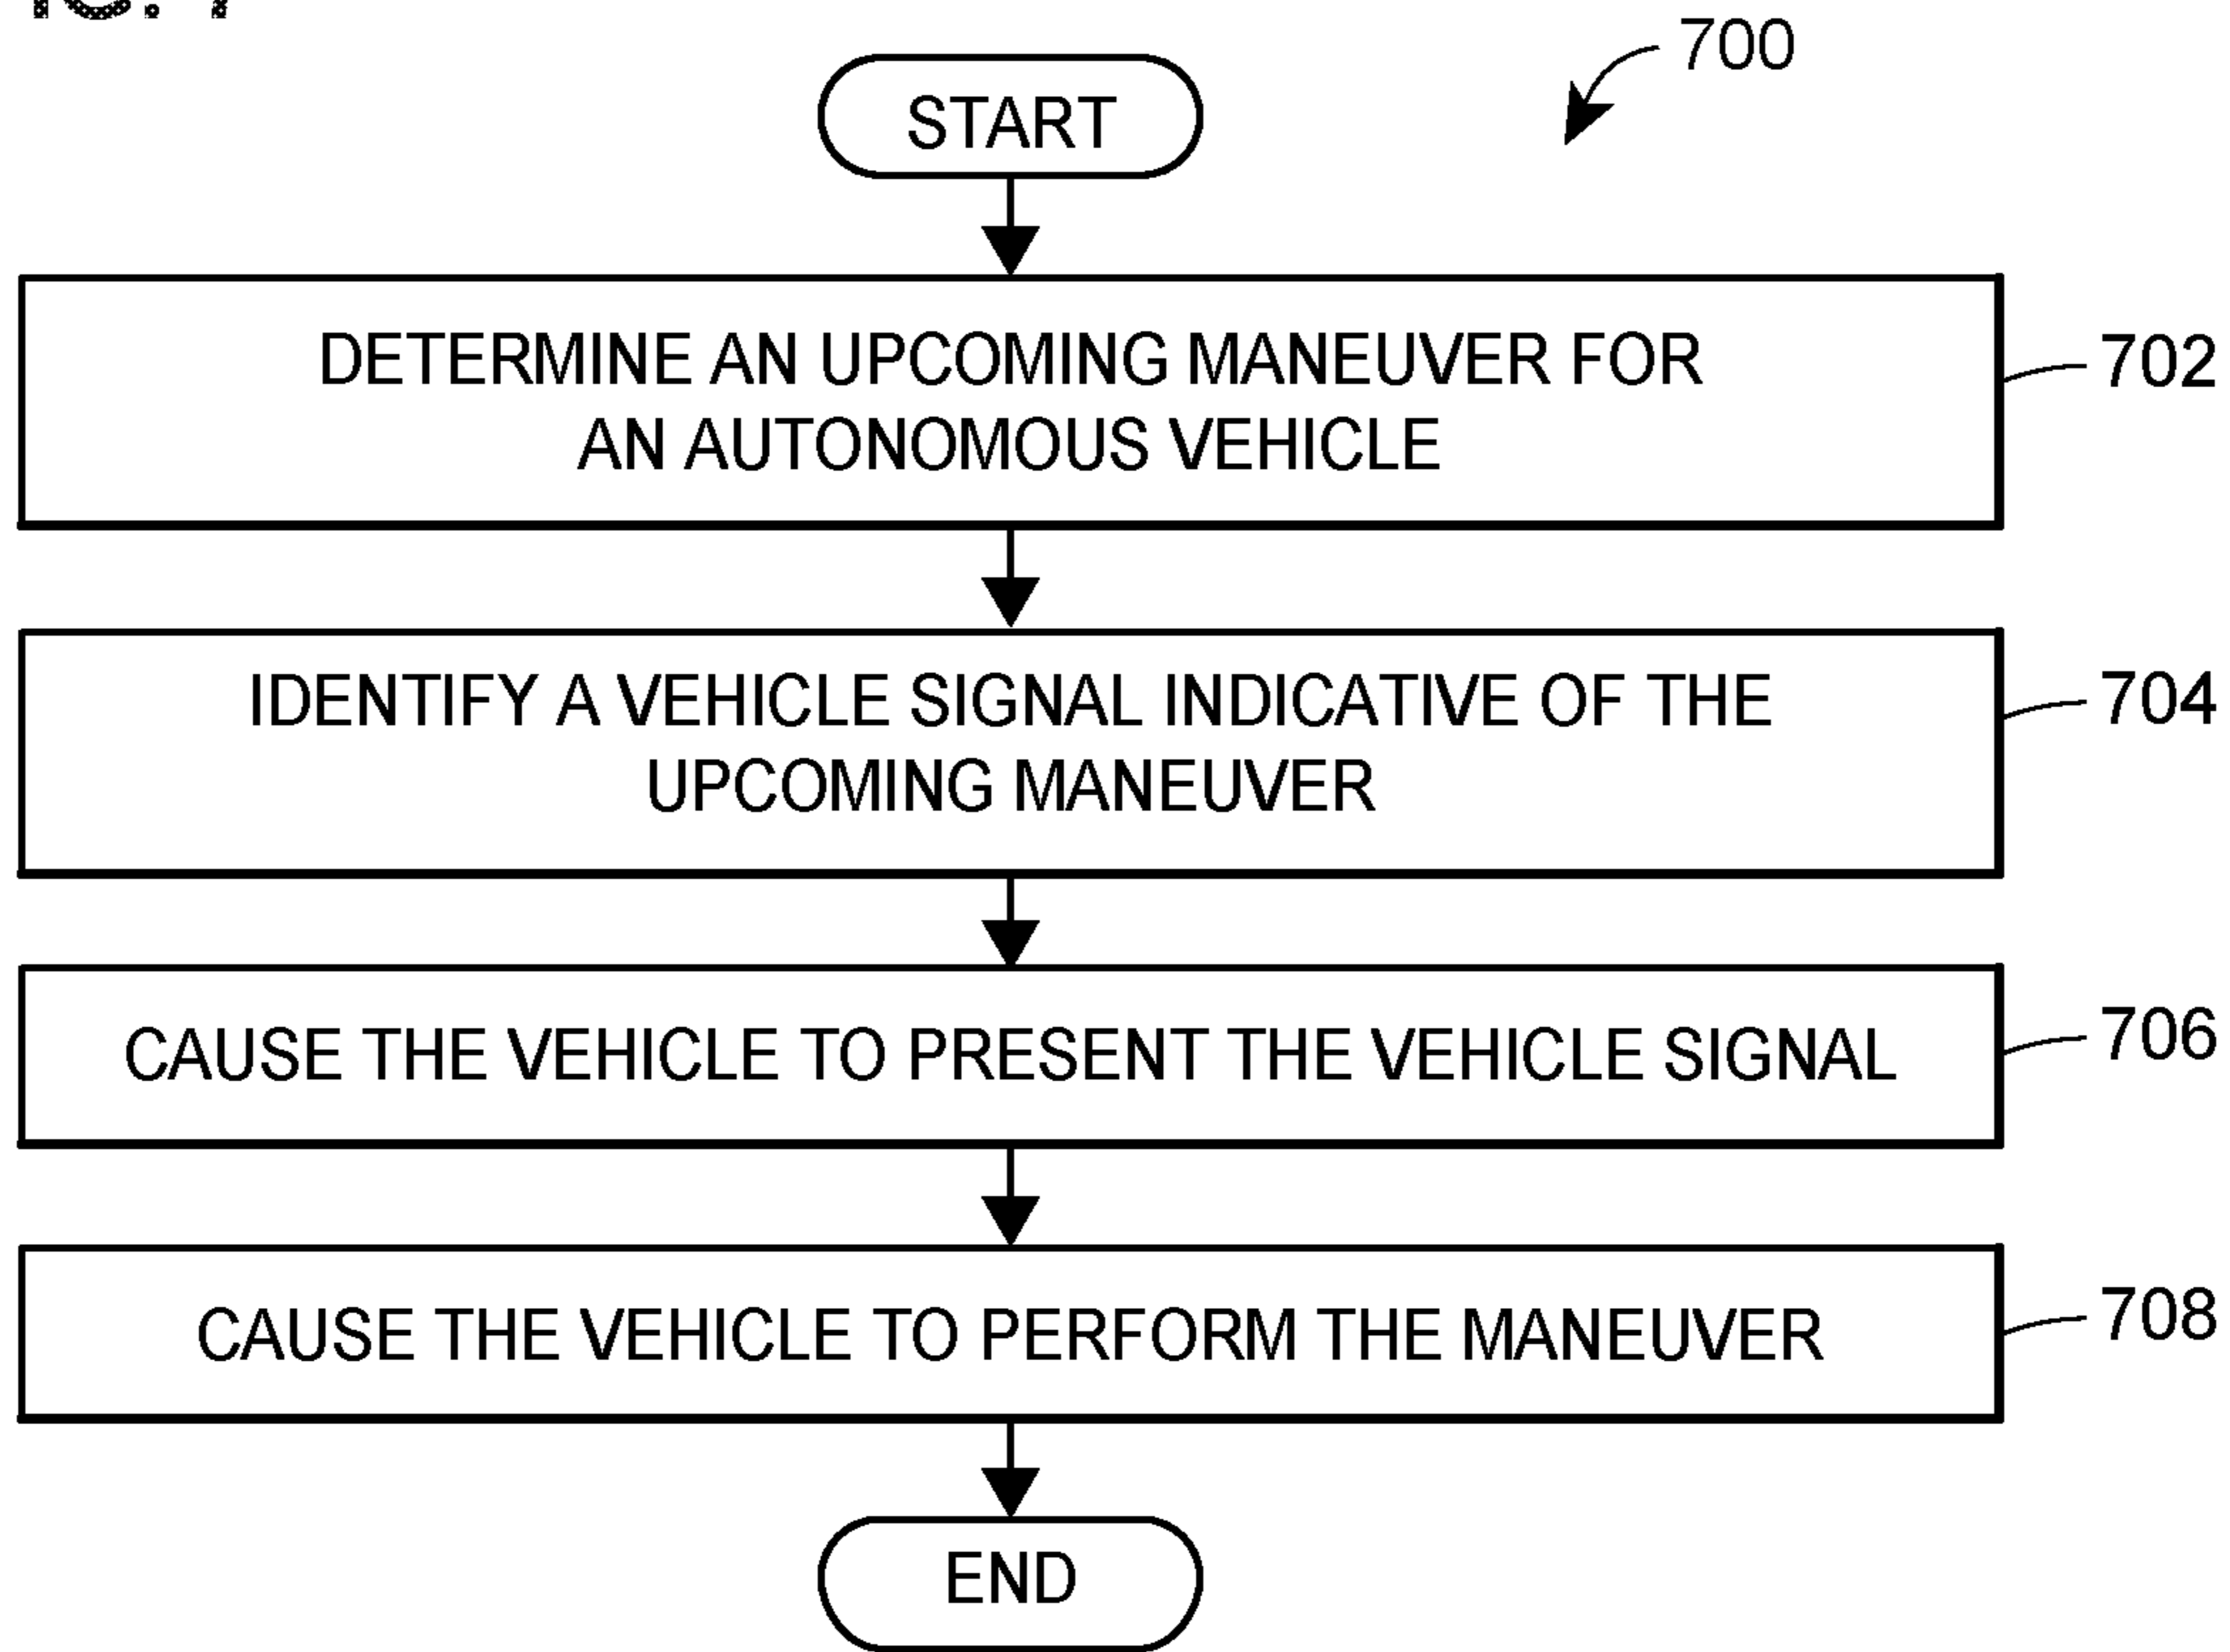 700
START
DETERMINE AN UPCOMING MANEUVER FOR
AN AUTONOMOUS VEHICLE
702
IDENTIFY A VEHICLE SIGNAL INDICATIVE OF THE
UPCOMING MANEUVER
704
CAUSE THE VEHICLE TO PRESENT THE VEHICLE SIGNAL
706
CAUSE THE VEHICLE TO PERFORM THE MANEUVER
708
END